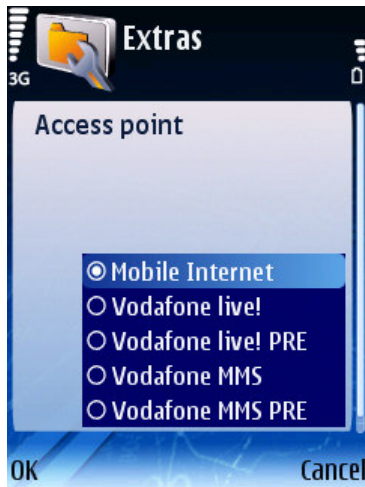 Extras
3G
Access point
Mobile Internet
Vodafone live!
Vodafone live! PRE
Vodafone MMS
Vodafone MMS PRE
OK Cancel